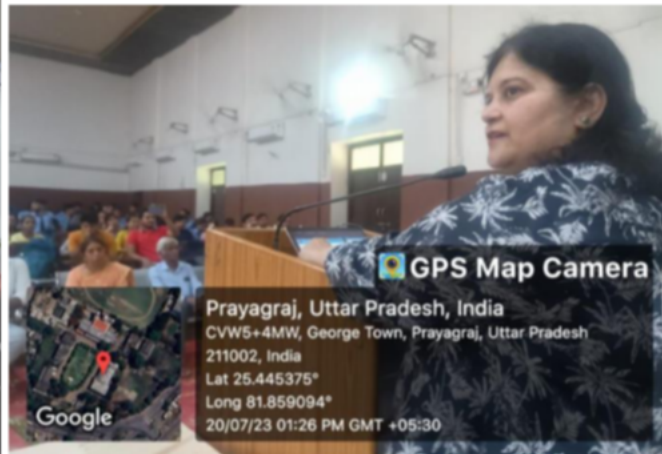 GPS Map Camera
Prayagraj, Uttar Pradesh, India
CVW5+4MW, George Town, Prayagraj, Uttar Pradesh
211002, India
Lat 25.445375°
Long 81.859094°
20/07/23 01:26 PM GMT +05:30
Google